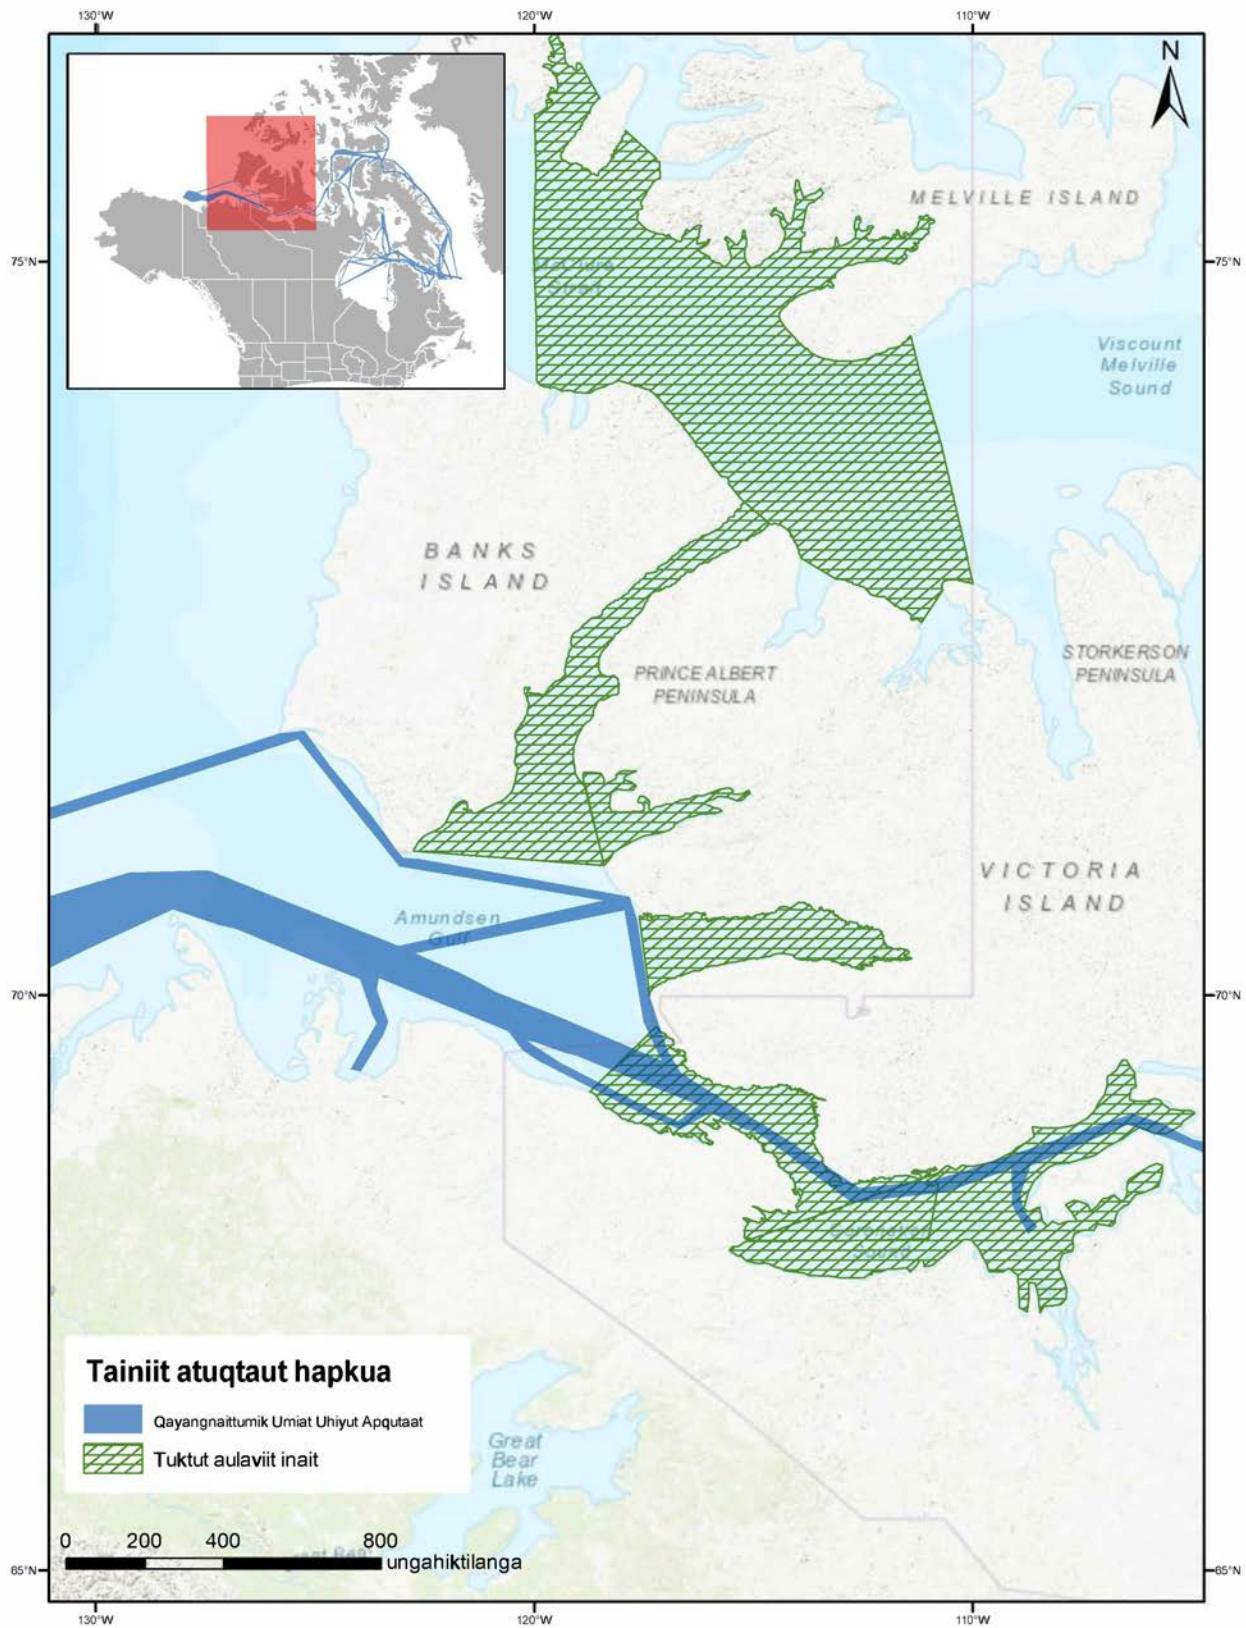 130°W
120°W
110°W
N
MELVILLE ISLAND
75°N
75°N
Viscount
Melville
Sound
BANKS
ISLAND
PRINCE ALBERT
PENINSULA
STORKERSON
PENINSULA
VICTORIA
ISLAND
Amundsen
Gulf
70°N
70°N
Tainiit atuqtaut hapkua
Qayangnaittumik Umiat Uhiyut Apqutaat
Tuktut aulaviit inait
Great
Bear
Lake
0 200 400 800
ungahiktilanga
65°N
65°N
130°W
120°W
110°W